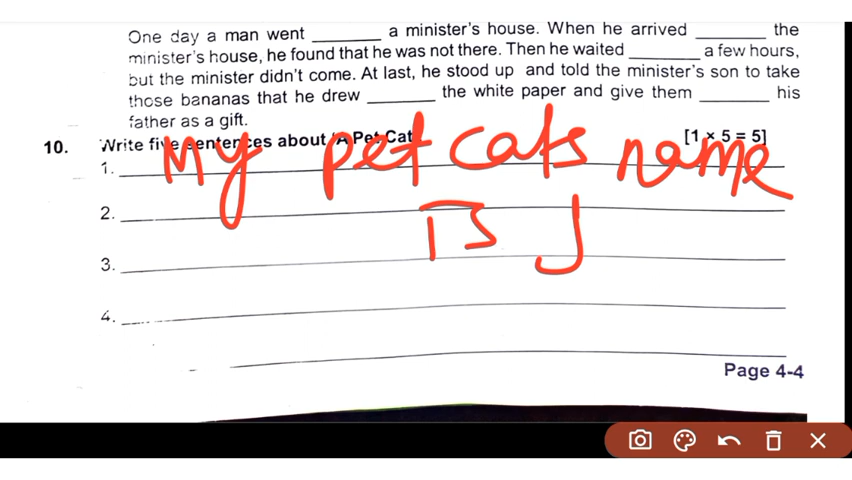 One day a man went ________ a minister's house. When he arrived ________ the
minister's house, he found that he was not there. Then he waited ________ a few hours,
but the minister didn't come. At last, he stood up and told the minister's son to take
those bananas that he drew ________ the white paper and give them ________ his
father as a gift.
10. Write five sentences about 'A Pet Cat' [1 × 5 = 5]
My pet cats name
is J
1.
2.
3.
4.
Page 4-4